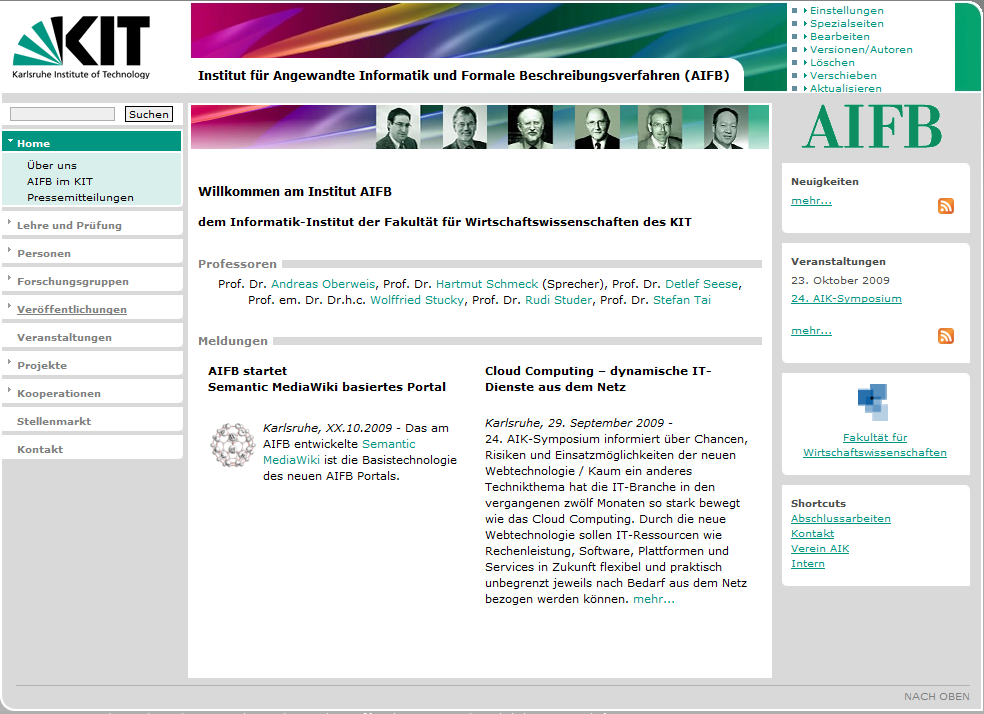 KIT
Karlsruhe Institute of Technology
Institut für Angewandte Informatik und Formale Beschreibungsverfahren (AIFB)
Einstellungen
Spezialseiten
Bearbeiten
Versionen/Autoren
Löschen
Verschieben
Aktualisieren
Suchen
Home
Über uns
AIFB im KIT
Pressemitteilungen
Lehre und Prüfung
Personen
Forschungsgruppen
Veröffentlichungen
Veranstaltungen
Projekte
Kooperationen
Stellenmarkt
Kontakt
Willkommen am Institut AIFB
dem Informatik-Institut der Fakultät für Wirtschaftswissenschaften des KIT
Professoren
Prof. Dr. Andreas Oberweis, Prof. Dr. Hartmut Schmeck (Sprecher), Prof. Dr. Detlef Seese,
Prof. em. Dr. Dr.h.c. Wolffried Stucky, Prof. Dr. Rudi Studer, Prof. Dr. Stefan Tai
Meldungen
AIFB startet
Semantic MediaWiki basiertes Portal
Karlsruhe, XX.10.2009 - Das am
AIFB entwickelte Semantic
MediaWiki ist die Basistechnologie
des neuen AIFB Portals.
Cloud Computing – dynamische IT-
Dienste aus dem Netz
Karlsruhe, 29. September 2009 -
24. AIK-Symposium informiert über Chancen,
Risiken und Einsatzmöglichkeiten der neuen
Webtechnologie / Kaum ein anderes
Technikthema hat die IT-Branche in den
vergangenen zwölf Monaten so stark bewegt
wie das Cloud Computing. Durch die neue
Webtechnologie sollen IT-Ressourcen wie
Rechenleistung, Software, Plattformen und
Services in Zukunft flexibel und praktisch
unbegrenzt jeweils nach Bedarf aus dem Netz
bezogen werden können. mehr...
AIFB
Neuigkeiten
mehr...
Veranstaltungen
23. Oktober 2009
24. AIK-Symposium
mehr...
Fakultät für
Wirtschaftswissenschaften
Shortcuts
Abschlussarbeiten
Kontakt
Verein AIK
Intern
NACH OBEN